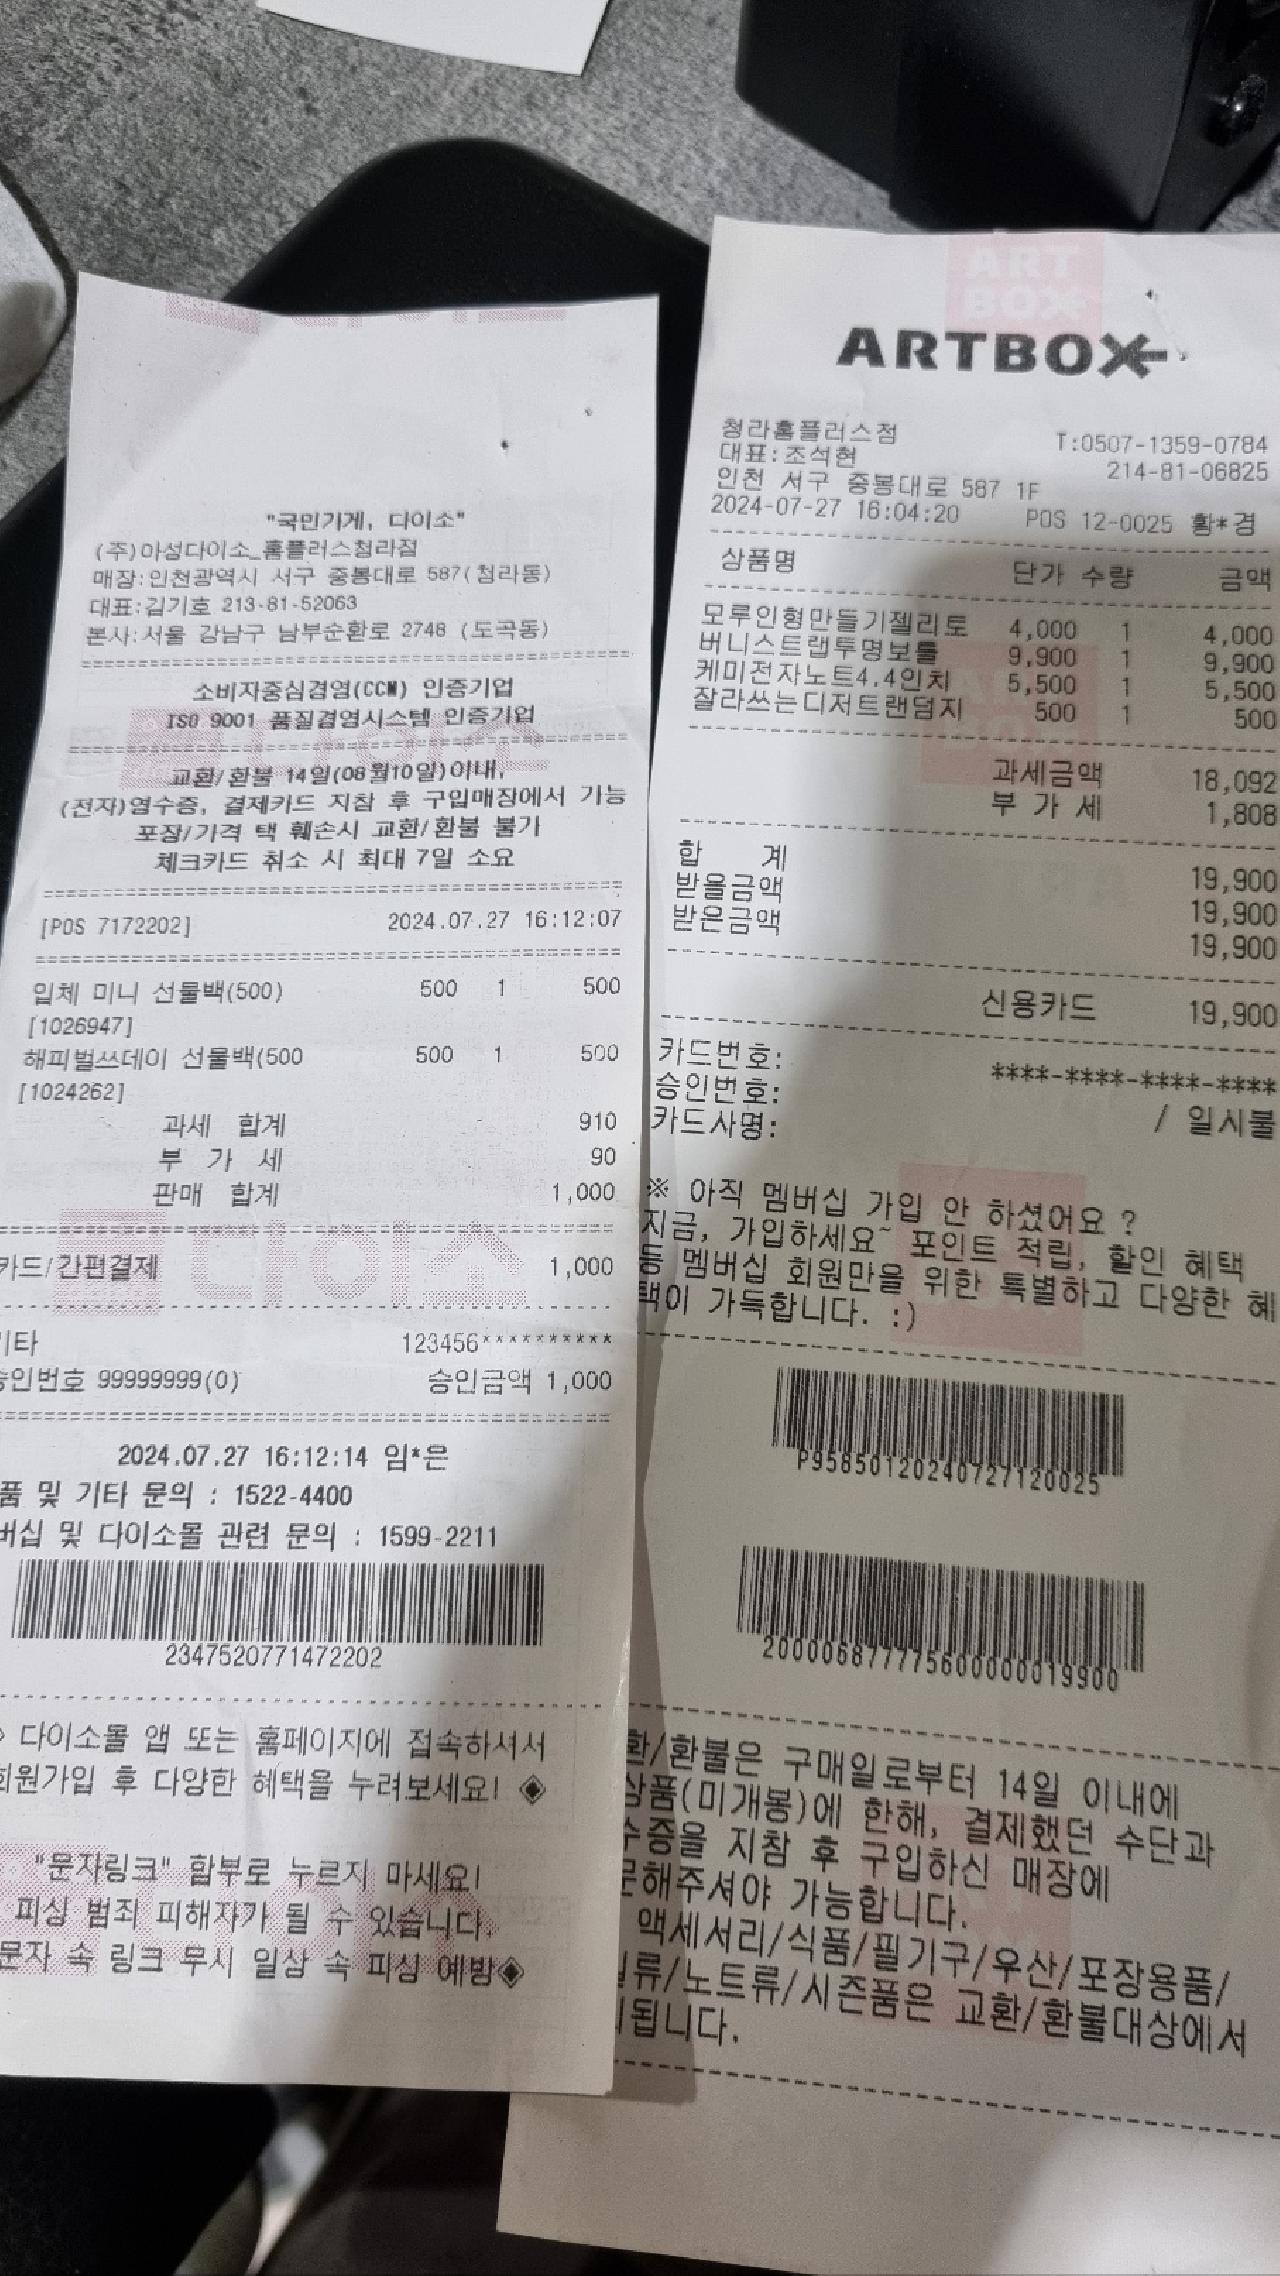 "국민가게, 다이소"
(주)아성다이소_홈플러스청라점
매장:인천광역시 서구 중봉대로 587(청라동)
대표:김기호 213-81-52063
본사:서울 강남구 남부순환로 2748 (도곡동)
소비자중심경영(CCM) 인증기업
ISO 9001 품질경영시스템 인증기업
교환/환불 14일(08월10일)이내,
(전자)영수증, 결제카드 지참 후 구입매장에서 가능
포장/가격 택 훼손시 교환/환불 불가
체크카드 취소 시 최대 7일 소요
[POS 7172202] 2024.07.27 16:12:07
입체 미니 선물백(500) 500 1 500
[1026947]
해피벌쓰데이 선물백(500 500 1 500
[1024262]
과세 합계 910
부 가 세 90
판매 합계 1,000
카드/간편결제 1,000
기타 123456**********
승인번호 99999999(0) 승인금액 1,000
2024.07.27 16:12:14 임*은
품 및 기타 문의 : 1522-4400
버십 및 다이소몰 관련 문의 : 1599-2211
2347520771472202
다이소몰 앱 또는 홈페이지에 접속하셔서
회원가입 후 다양한 혜택을 누려보세요! ◈
"문자링크" 함부로 누르지 마세요!
피싱 범죄 피해자가 될 수 있습니다.
문자 속 링크 무시 일상 속 피싱 예방◈
다이소
ART
BOX
ARTBOX
청라홈플러스점 T:0507-1359-0784
대표:조석현 214-81-06825
인천 서구 중봉대로 587 1F
2024-07-27 16:04:20 POS 12-0025 황*경
상품명 단가 수량 금액
모루인형만들기젤리토 4,000 1 4,000
버니스트랩투명보틀 9,900 1 9,900
케미전자노트4.4인치 5,500 1 5,500
잘라쓰는디저트랜덤지 500 1 500
과세금액 18,092
부 가 세 1,808
합 계 19,900
받을금액 19,900
받은금액 19,900
신용카드 19,900
카드번호: ****-****-****-****
승인번호:
카드사명: / 일시불
※ 아직 멤버십 가입 안 하셨어요 ?
지금, 가입하세요~ 포인트 적립, 할인 혜택
등 멤버십 회원만을 위한 특별하고 다양한 혜
택이 가득합니다. :)
P9585012024072712​0025
2000068777756000000019900
환/환불은 구매일로부터 14일 이내에
상품(미개봉)에 한해, 결제했던 수단과
수증을 지참 후 구입하신 매장에
문해주셔야 가능합니다.
액세서리/식품/필기구/우산/포장용품/
류/노트류/시즌품은 교환/환불대상에서
됩니다.